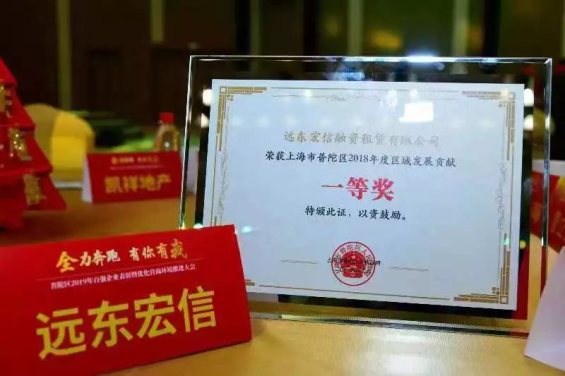 远东宏信融资租赁有限公司
荣获上海市普陀区2018年度区域发展贡献
一等奖
特颁此证,以资鼓励。
凯祥地产
全力奔跑 有你有我
普陀区2019年百强企业表彰暨优化营商环境推进大会
远东宏信